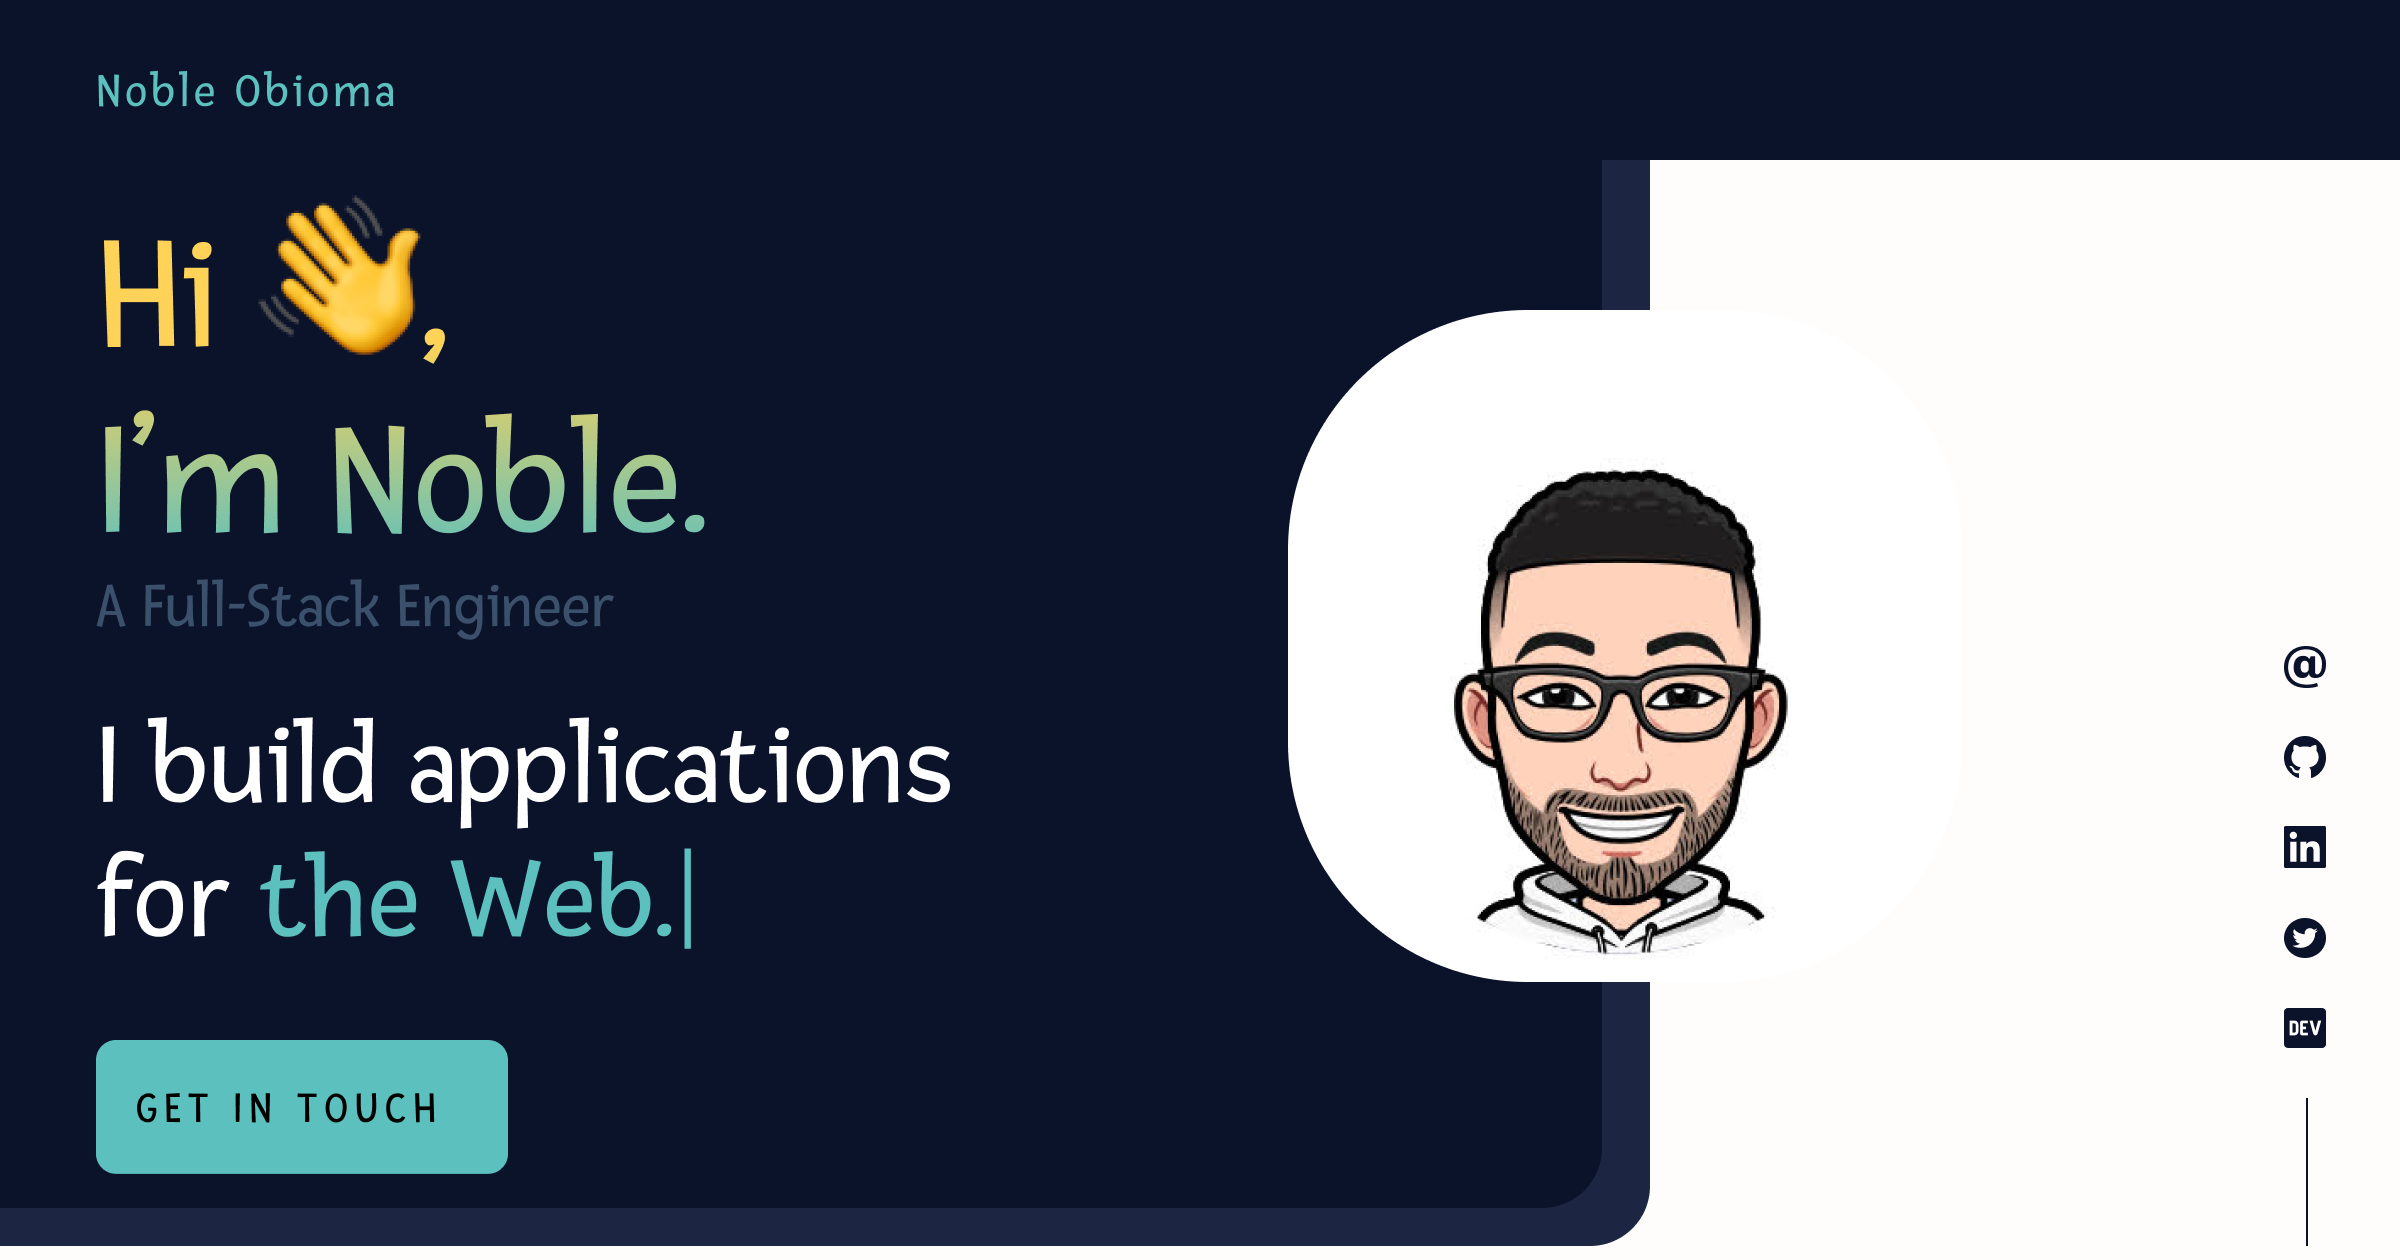 Noble Obioma
Hi 👋,
I’m Noble.
A Full-Stack Engineer
I build applications
for the Web.|
GET IN TOUCH
@
in
DEV